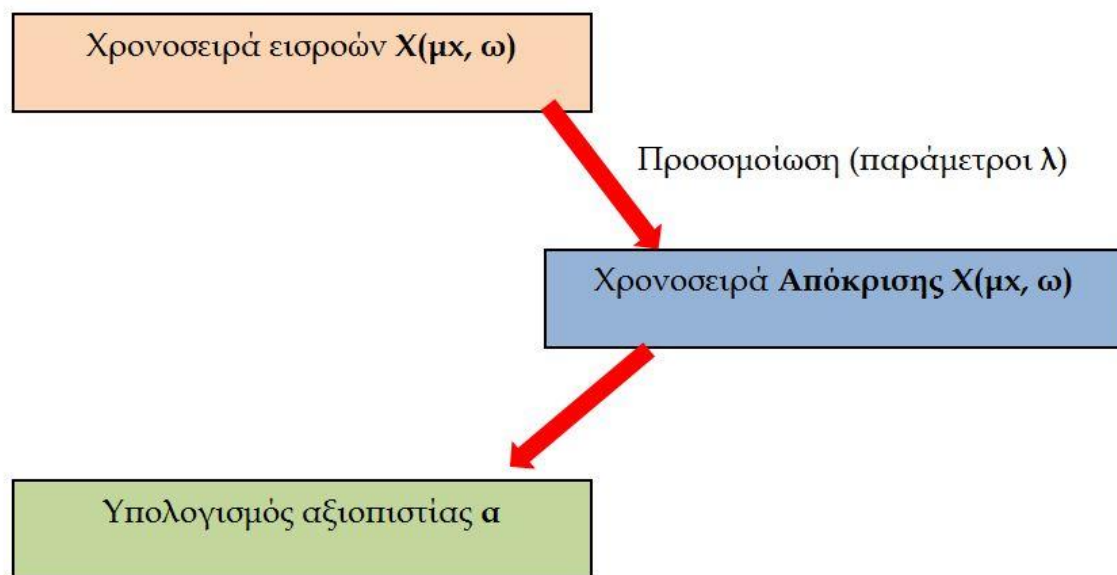 Χρονοσειρά εισροών X(μx, ω)
Προσομοίωση (παράμετροι λ)
Χρονοσειρά Απόκρισης X(μx, ω)
Υπολογισμός αξιοπιστίας α